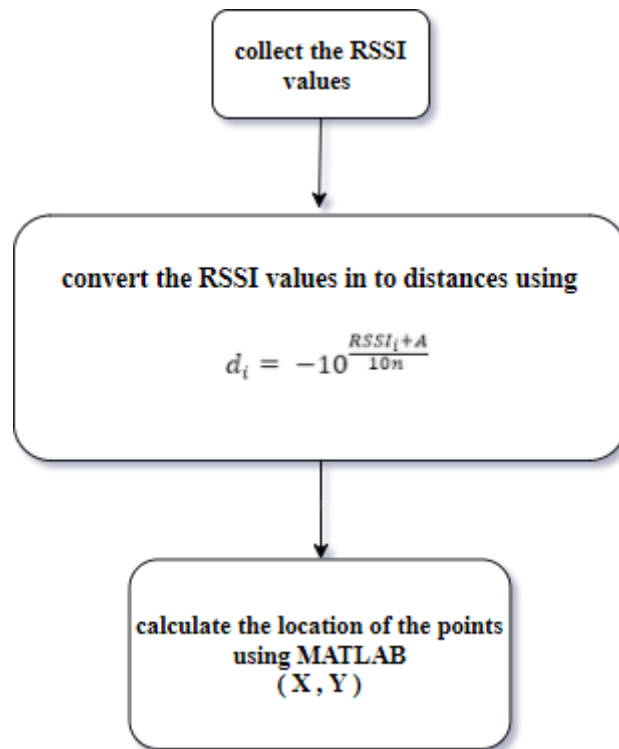 collect the RSSI
values
convert the RSSI values in to distances using
d_i = −10^{\frac{RSSI_i+A}{10n}}
calculate the location of the points
using MATLAB
( X , Y )